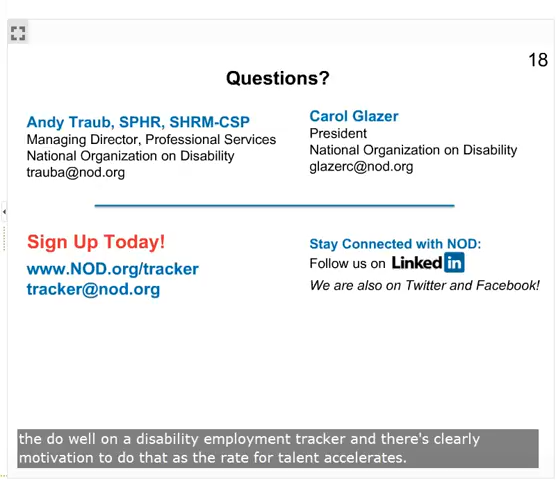 18
Questions?
Andy Traub, SPHR, SHRM-CSP
Managing Director, Professional Services
National Organization on Disability
trauba@nod.org
Carol Glazer
President
National Organization on Disability
glazerc@nod.org
Sign Up Today!
www.NOD.org/tracker
tracker@nod.org
Stay Connected with NOD:
Follow us on Linked in
We are also on Twitter and Facebook!
the do well on a disability employment tracker and there's clearly
motivation to do that as the rate for talent accelerates.